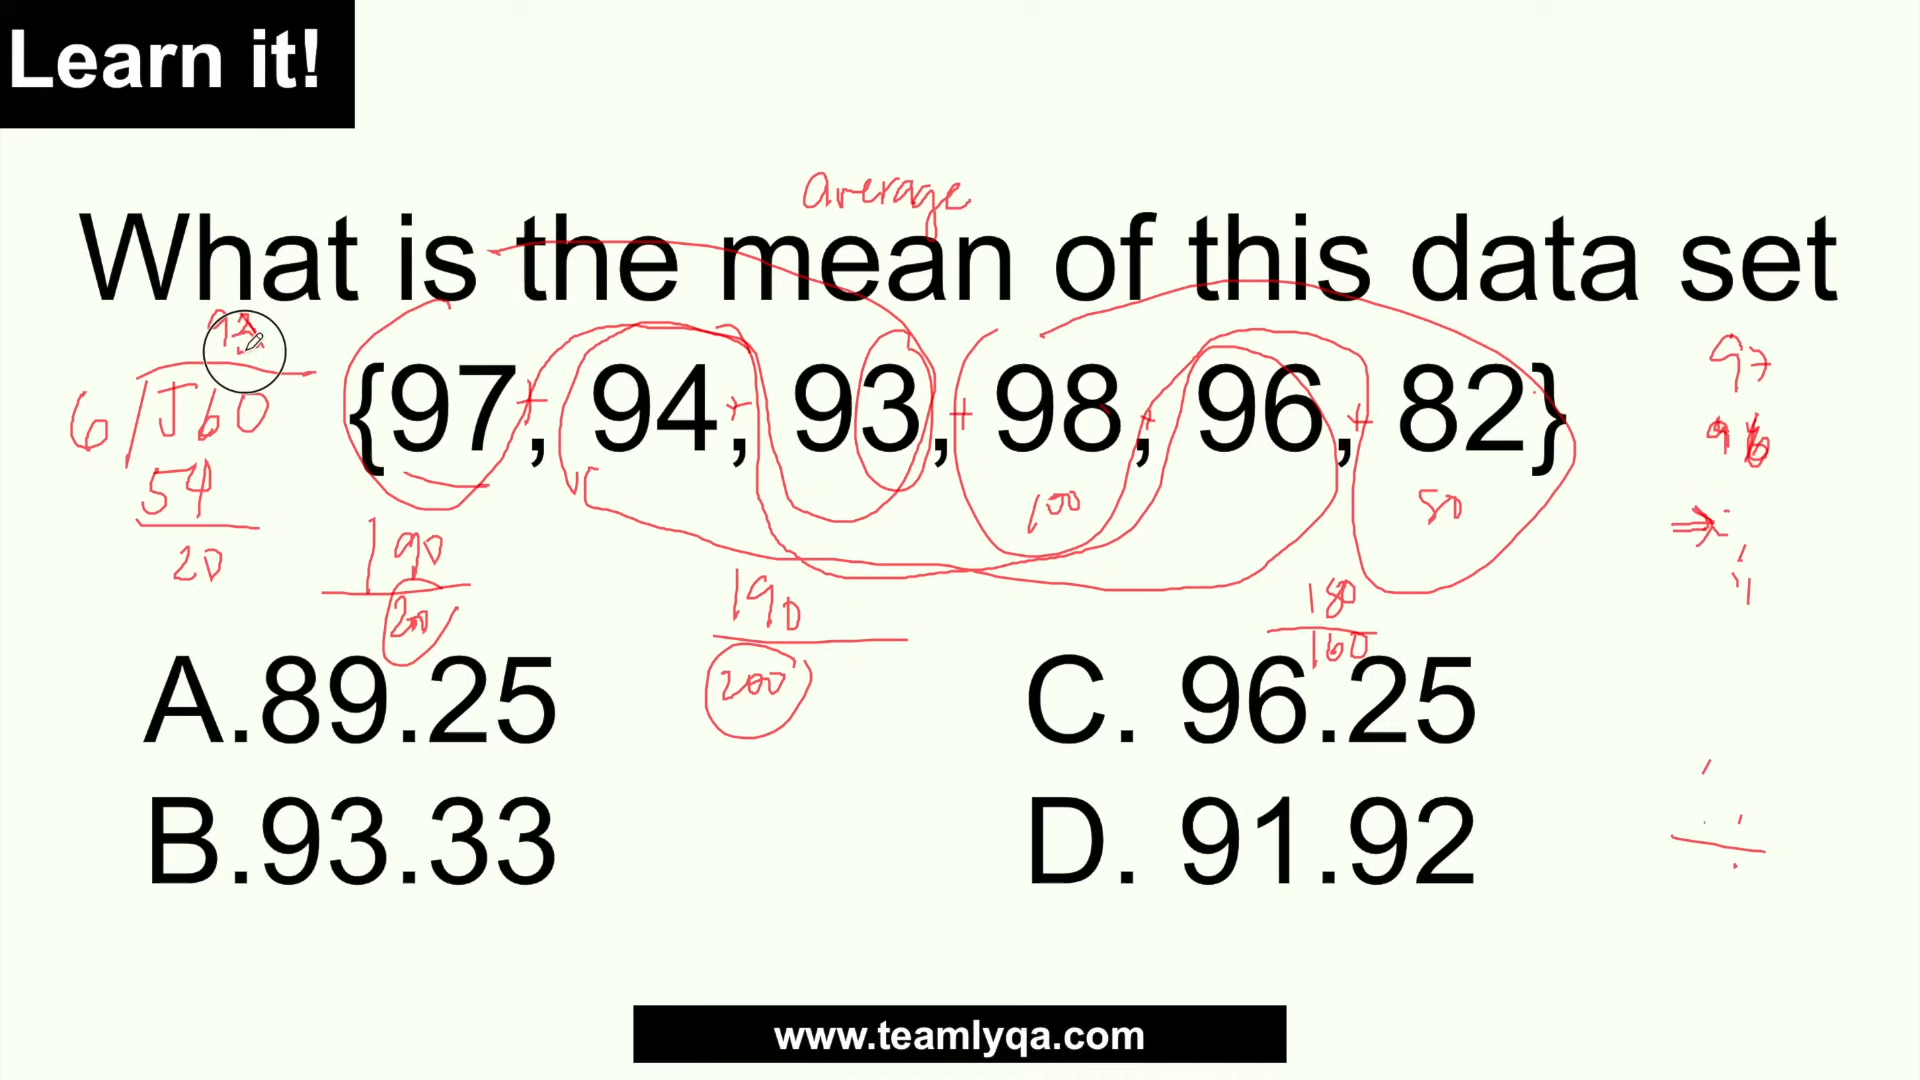 Learn it!
average
What is the mean of this data set
{97, 94, 93, 98, 96, 82}
+ + + + +
97
96
6
560
54
20
100
80
190
200
190
200
180
160
A.89.25
C. 96.25
B.93.33
D. 91.92
www.teamlyqa.com